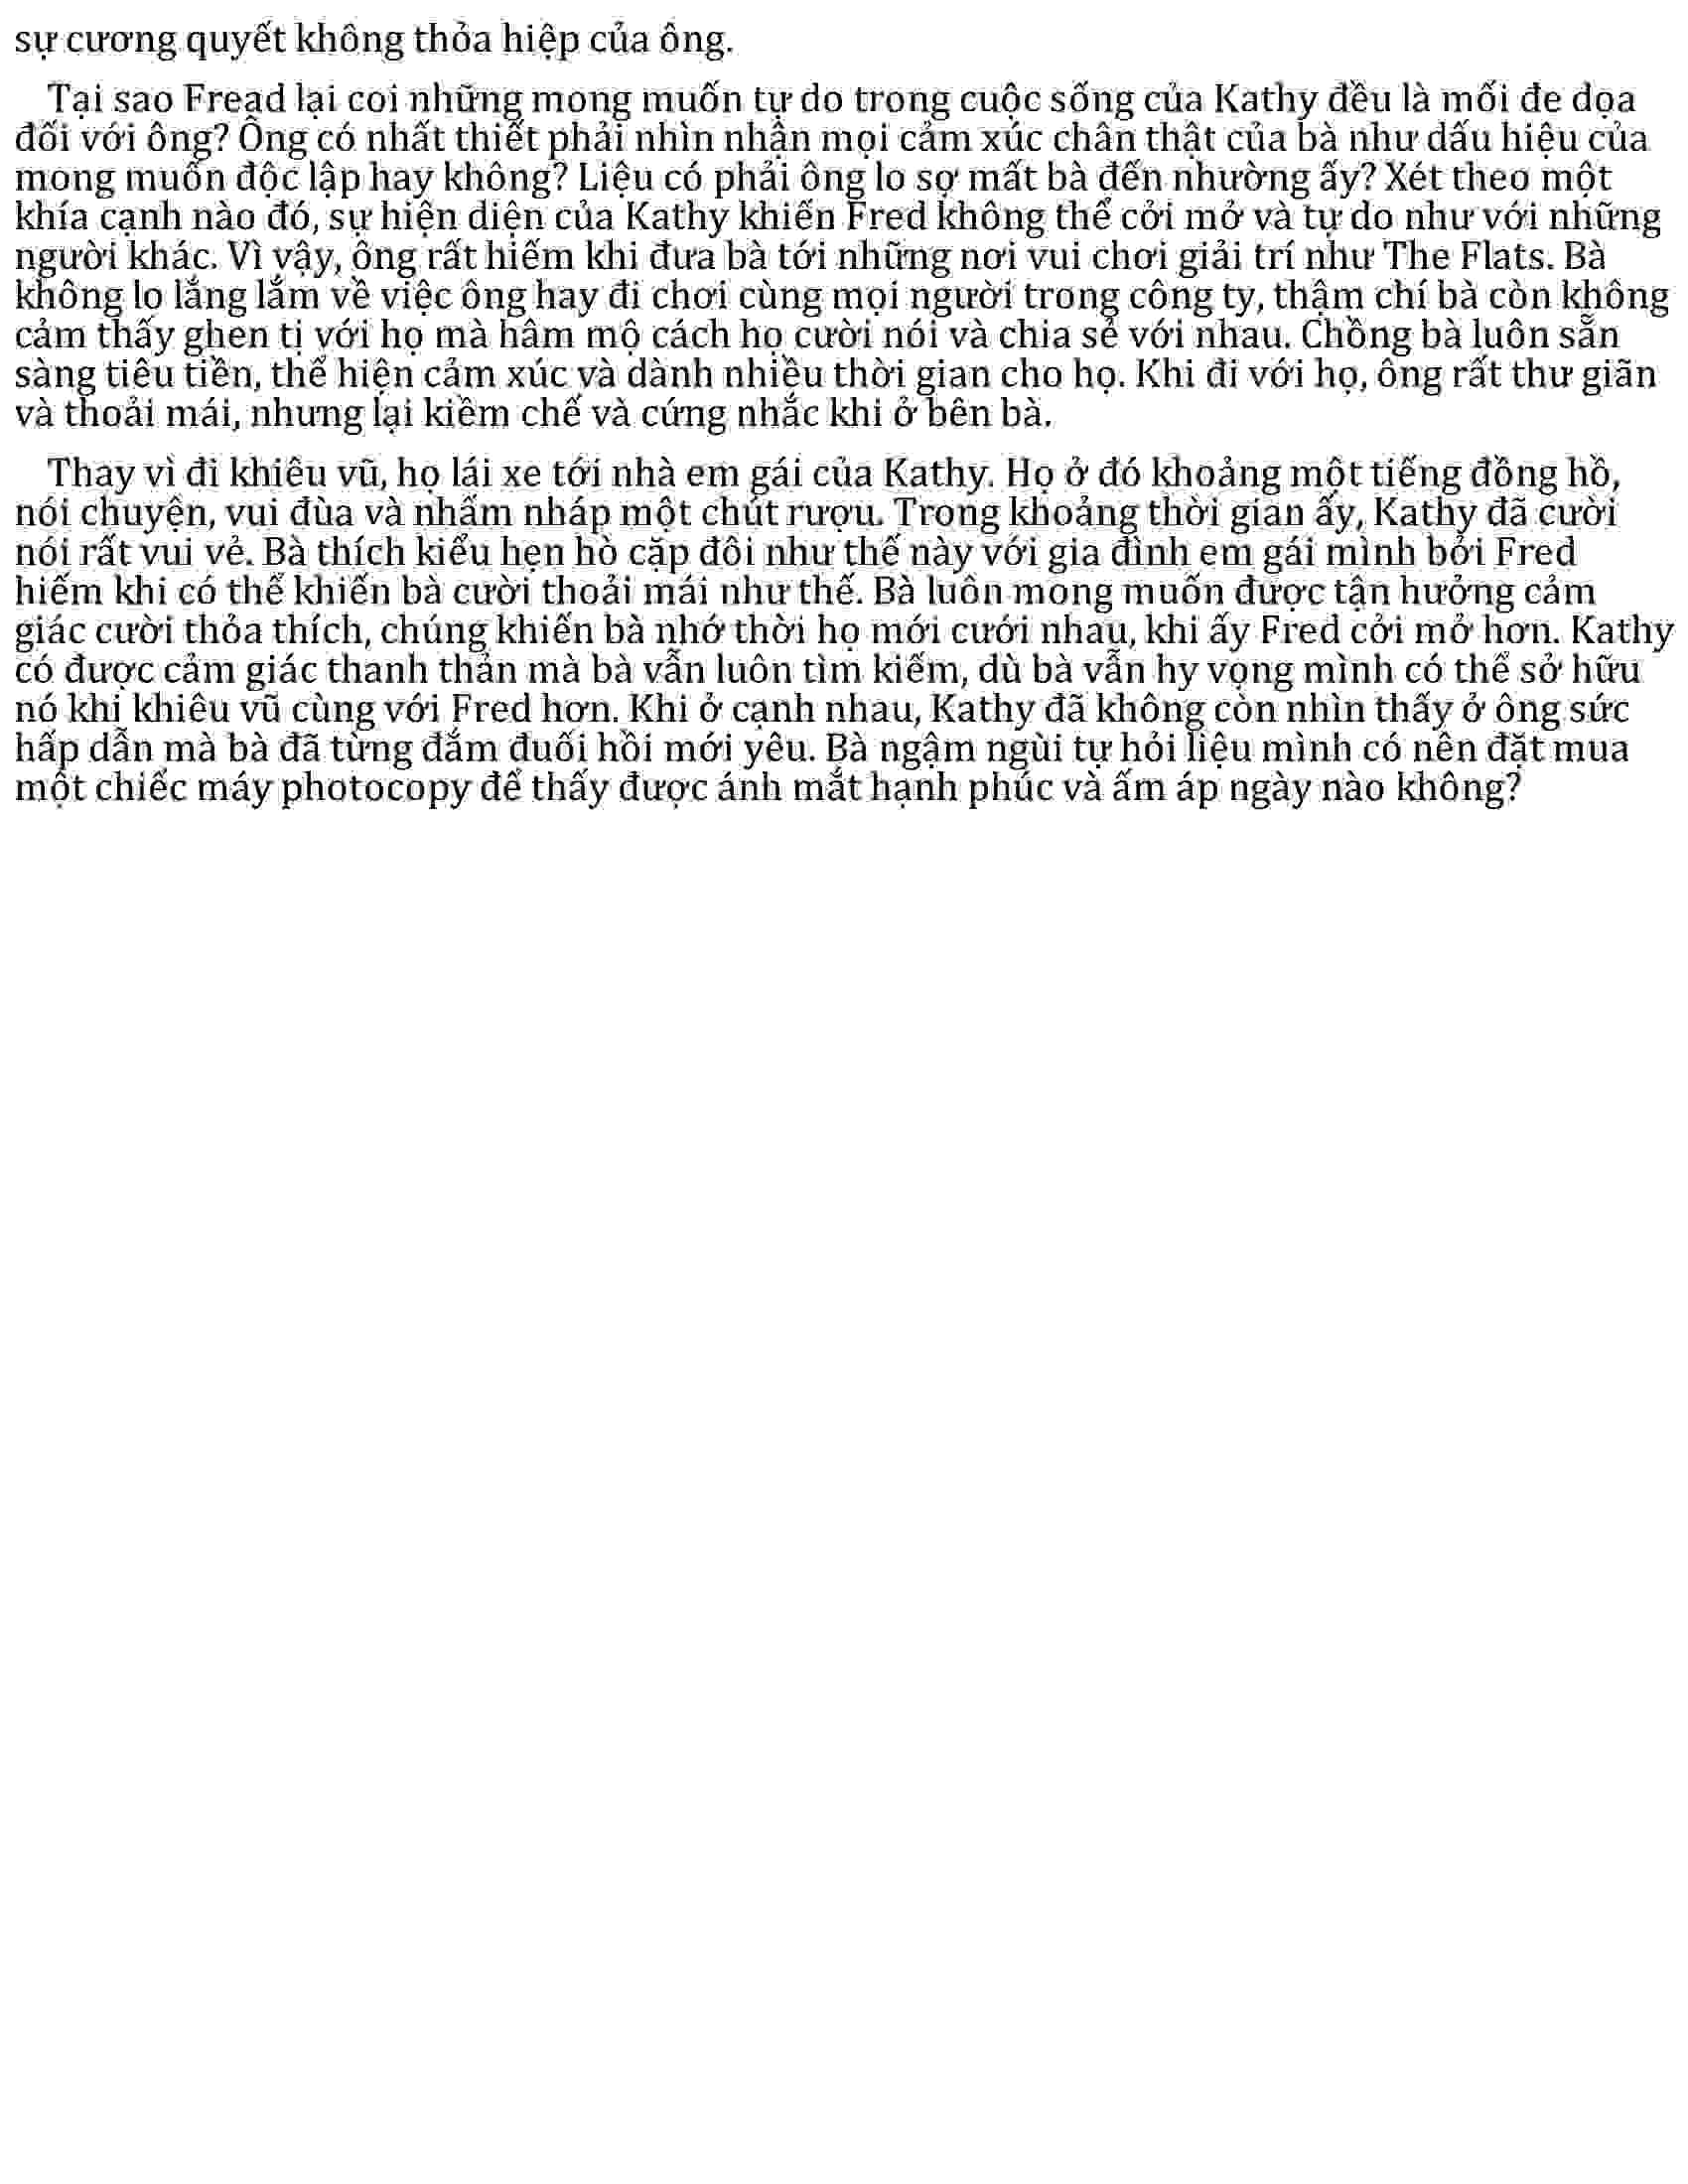 sự cương quyết không thỏa hiệp của ông.
Tại sao Fread lại coi những mong muốn tự do trong cuộc sống của Kathy đều là mối đe dọa
đối với ông? Ông có nhất thiết phải nhìn nhận mọi cảm xúc chân thật của bà như dấu hiệu của
mong muốn độc lập hay không? Liệu có phải ông lo sợ mất bà đến nhường ấy? Xét theo một
khía cạnh nào đó, sự hiện diện của Kathy khiến Fred không thể cởi mở và tự do như với những
người khác. Vì vậy, ông rất hiếm khi đưa bà tới những nơi vui chơi giải trí như The Flats. Bà
không lo lắng lắm về việc ông hay đi chơi cùng mọi người trong công ty, thậm chí bà còn không
cảm thấy ghen tị với họ mà hâm mộ cách họ cười nói và chia sẻ với nhau. Chồng bà luôn sẵn
sàng tiêu tiền, thể hiện cảm xúc và dành nhiều thời gian cho họ. Khi đi với họ, ông rất thư giãn
và thoải mái, nhưng lại kiềm chế và cứng nhắc khi ở bên bà.
Thay vì đi khiêu vũ, họ lái xe tới nhà em gái của Kathy. Họ ở đó khoảng một tiếng đồng hồ,
nói chuyện, vui đùa và nhấm nháp một chút rượu. Trong khoảng thời gian ấy, Kathy đã cười
nói rất vui vẻ. Bà thích kiểu hẹn hò cặp đôi như thế này với gia đình em gái mình bởi Fred
hiếm khi có thể khiến bà cười thoải mái như thế. Bà luôn mong muốn được tận hưởng cảm
giác cười thỏa thích, chúng khiến bà nhớ thời họ mới cưới nhau, khi ấy Fred cởi mở hơn. Kathy
có được cảm giác thanh thản mà bà vẫn luôn tìm kiếm, dù bà vẫn hy vọng mình có thể sở hữu
nó khi khiêu vũ cùng với Fred hơn. Khi ở cạnh nhau, Kathy đã không còn nhìn thấy ở ông sức
hấp dẫn mà bà đã từng đắm đuối hồi mới yêu. Bà ngậm ngùi tự hỏi liệu mình có nên đặt mua
một chiếc máy photocopy để thấy được ánh mắt hạnh phúc và ấm áp ngày nào không?